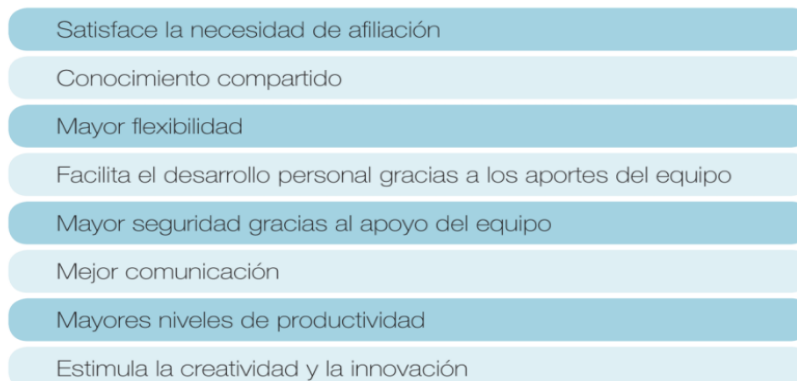 Satisface la necesidad de afiliación
Conocimiento compartido
Mayor flexibilidad
Facilita el desarrollo personal gracias a los aportes del equipo
Mayor seguridad gracias al apoyo del equipo
Mejor comunicación
Mayores niveles de productividad
Estimula la creatividad y la innovación